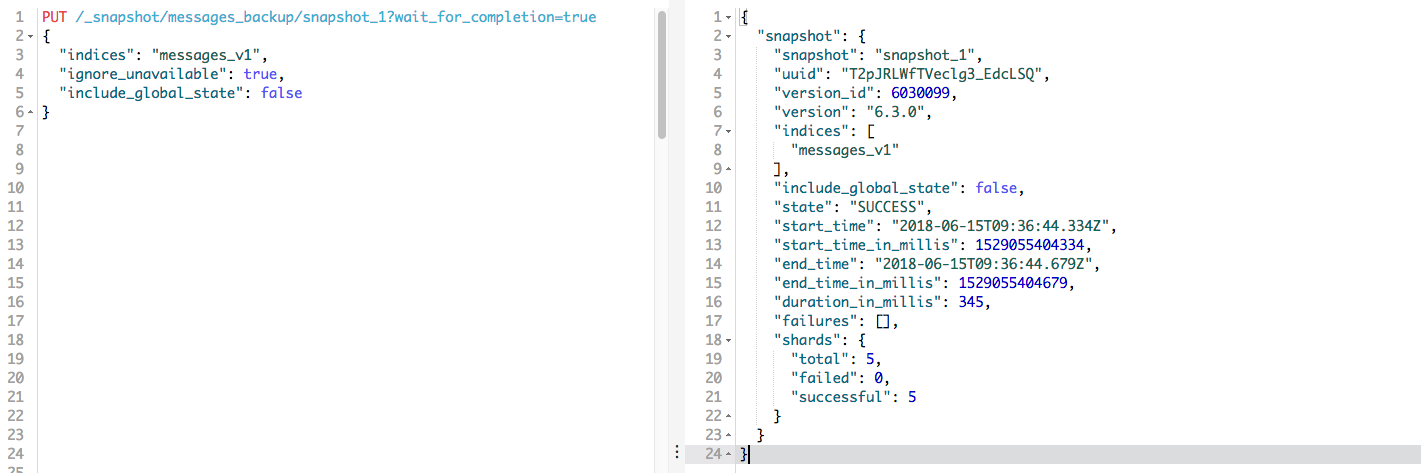 1 PUT /_snapshot/messages_backup/snapshot_1?wait_for_completion=true
2 {
3 "indices": "messages_v1",
4 "ignore_unavailable": true,
5 "include_global_state": false
6 }
7
8
9
10
11
12
13
14
15
16
17
18
19
20
21
22
23
24
25
1 {
2 "snapshot": {
3 "snapshot": "snapshot_1",
4 "uuid": "T2pJRLWfTVeclg3_EdcLSQ",
5 "version_id": 6030099,
6 "version": "6.3.0",
7 "indices": [
8 "messages_v1"
9 ],
10 "include_global_state": false,
11 "state": "SUCCESS",
12 "start_time": "2018-06-15T09:36:44.334Z",
13 "start_time_in_millis": 1529055404334,
14 "end_time": "2018-06-15T09:36:44.679Z",
15 "end_time_in_millis": 1529055404679,
16 "duration_in_millis": 345,
17 "failures": [],
18 "shards": {
19 "total": 5,
20 "failed": 0,
21 "successful": 5
22 }
23 }
24 }